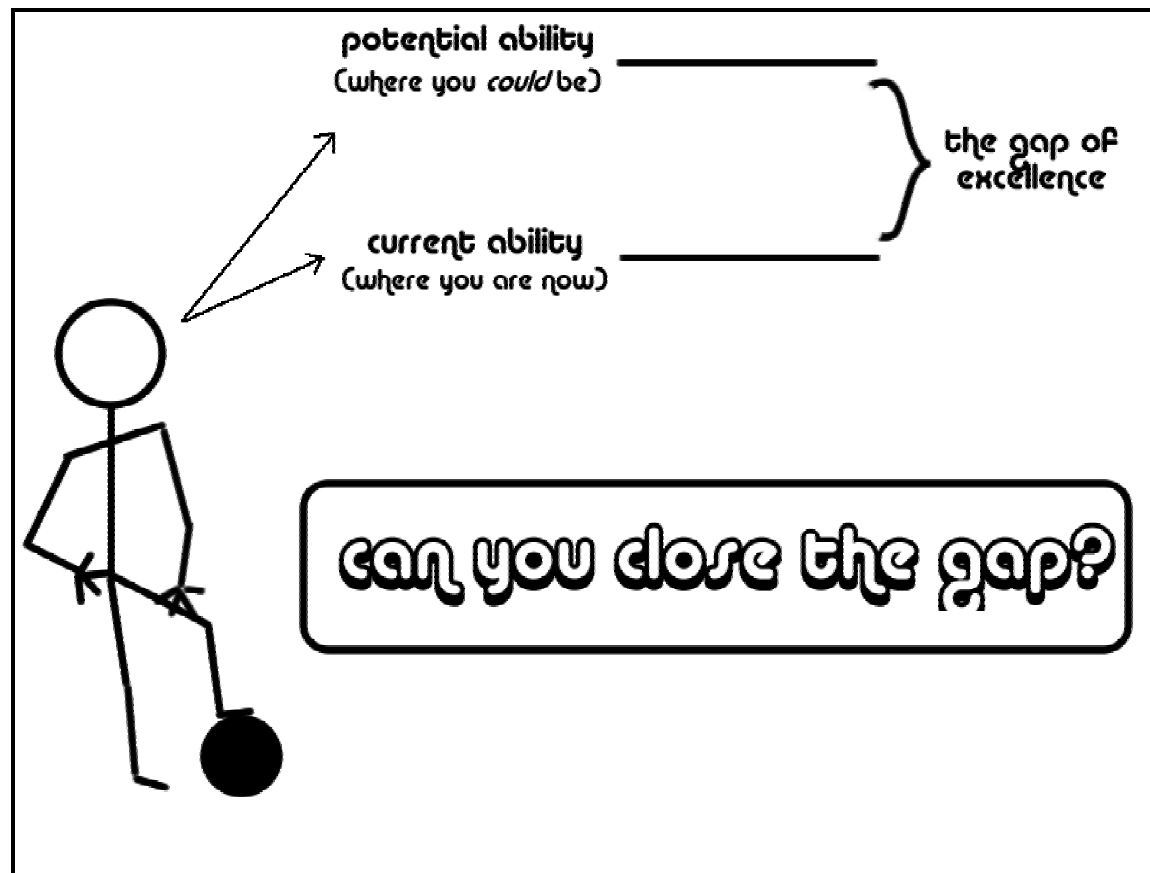 potential ability
(where you could be)
the gap of
excellence
current ability
(where you are now)
can you close the gap?